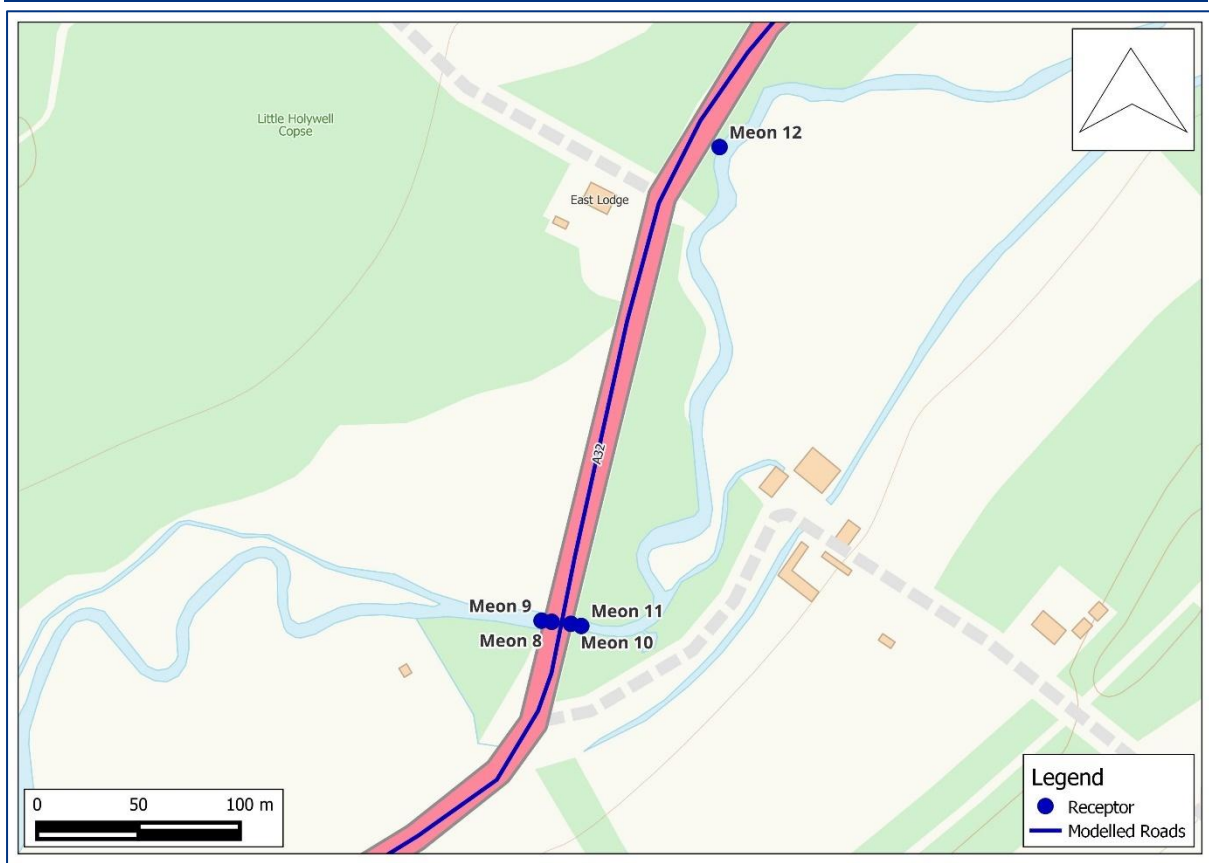 Little Holywell
Copse
Meon 12
East Lodge
A32
Meon 9
Meon 11
Meon 8
Meon 10
0 50 100 m
Legend
Receptor
Modelled Roads